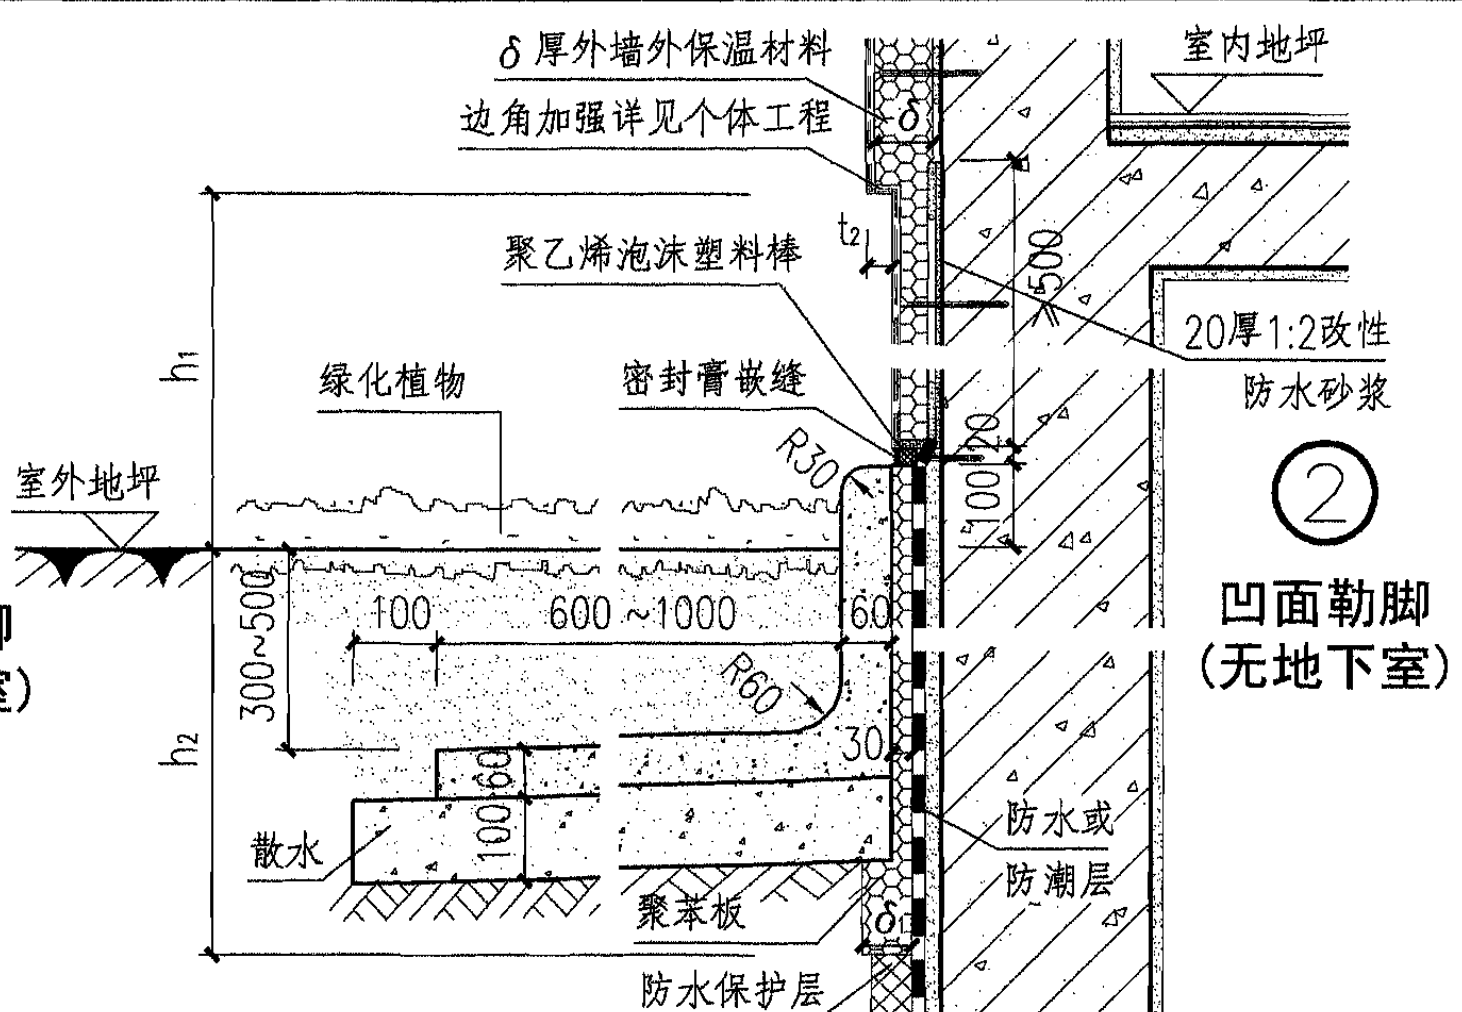 δ厚外墙外保温材料
边角加强详见个体工程
室内地坪
δ
t2
聚乙烯泡沫塑料棒
≥500
20厚1:2改性
防水砂浆
h1
绿化植物
密封膏嵌缝
R30
20
100
室外地坪
②
凹面勒脚
(无地下室)
300~500
100
600~1000
60
R60
30
h2
60
100
散水
防水或
防潮层
聚苯板
防水保护层